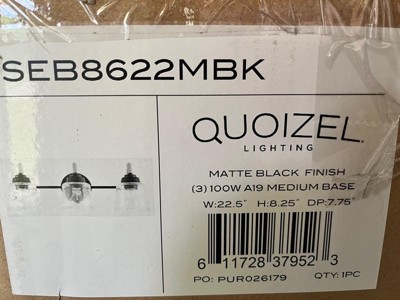 SEB8622MBK
QUOIZEL
LIGHTING
MATTE BLACK FINISH
(3) 100W A19 MEDIUM BASE
W:22.5" H:8.25" DP:7.75"
6 11728 37952 3
PO: PUR026179 QTY: 1PC